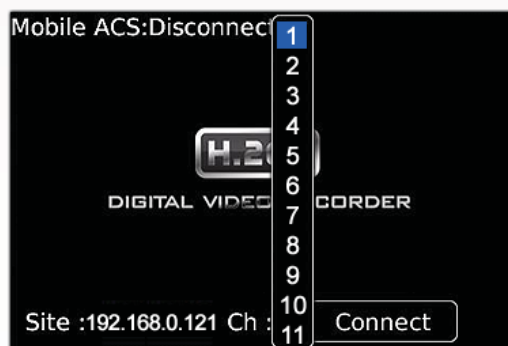 Mobile ACS:Disconnect
1
2
3
4
5
6
7
8
9
10
11
H.26
DIGITAL VIDEO CORDER
Site :192.168.0.121 Ch : Connect